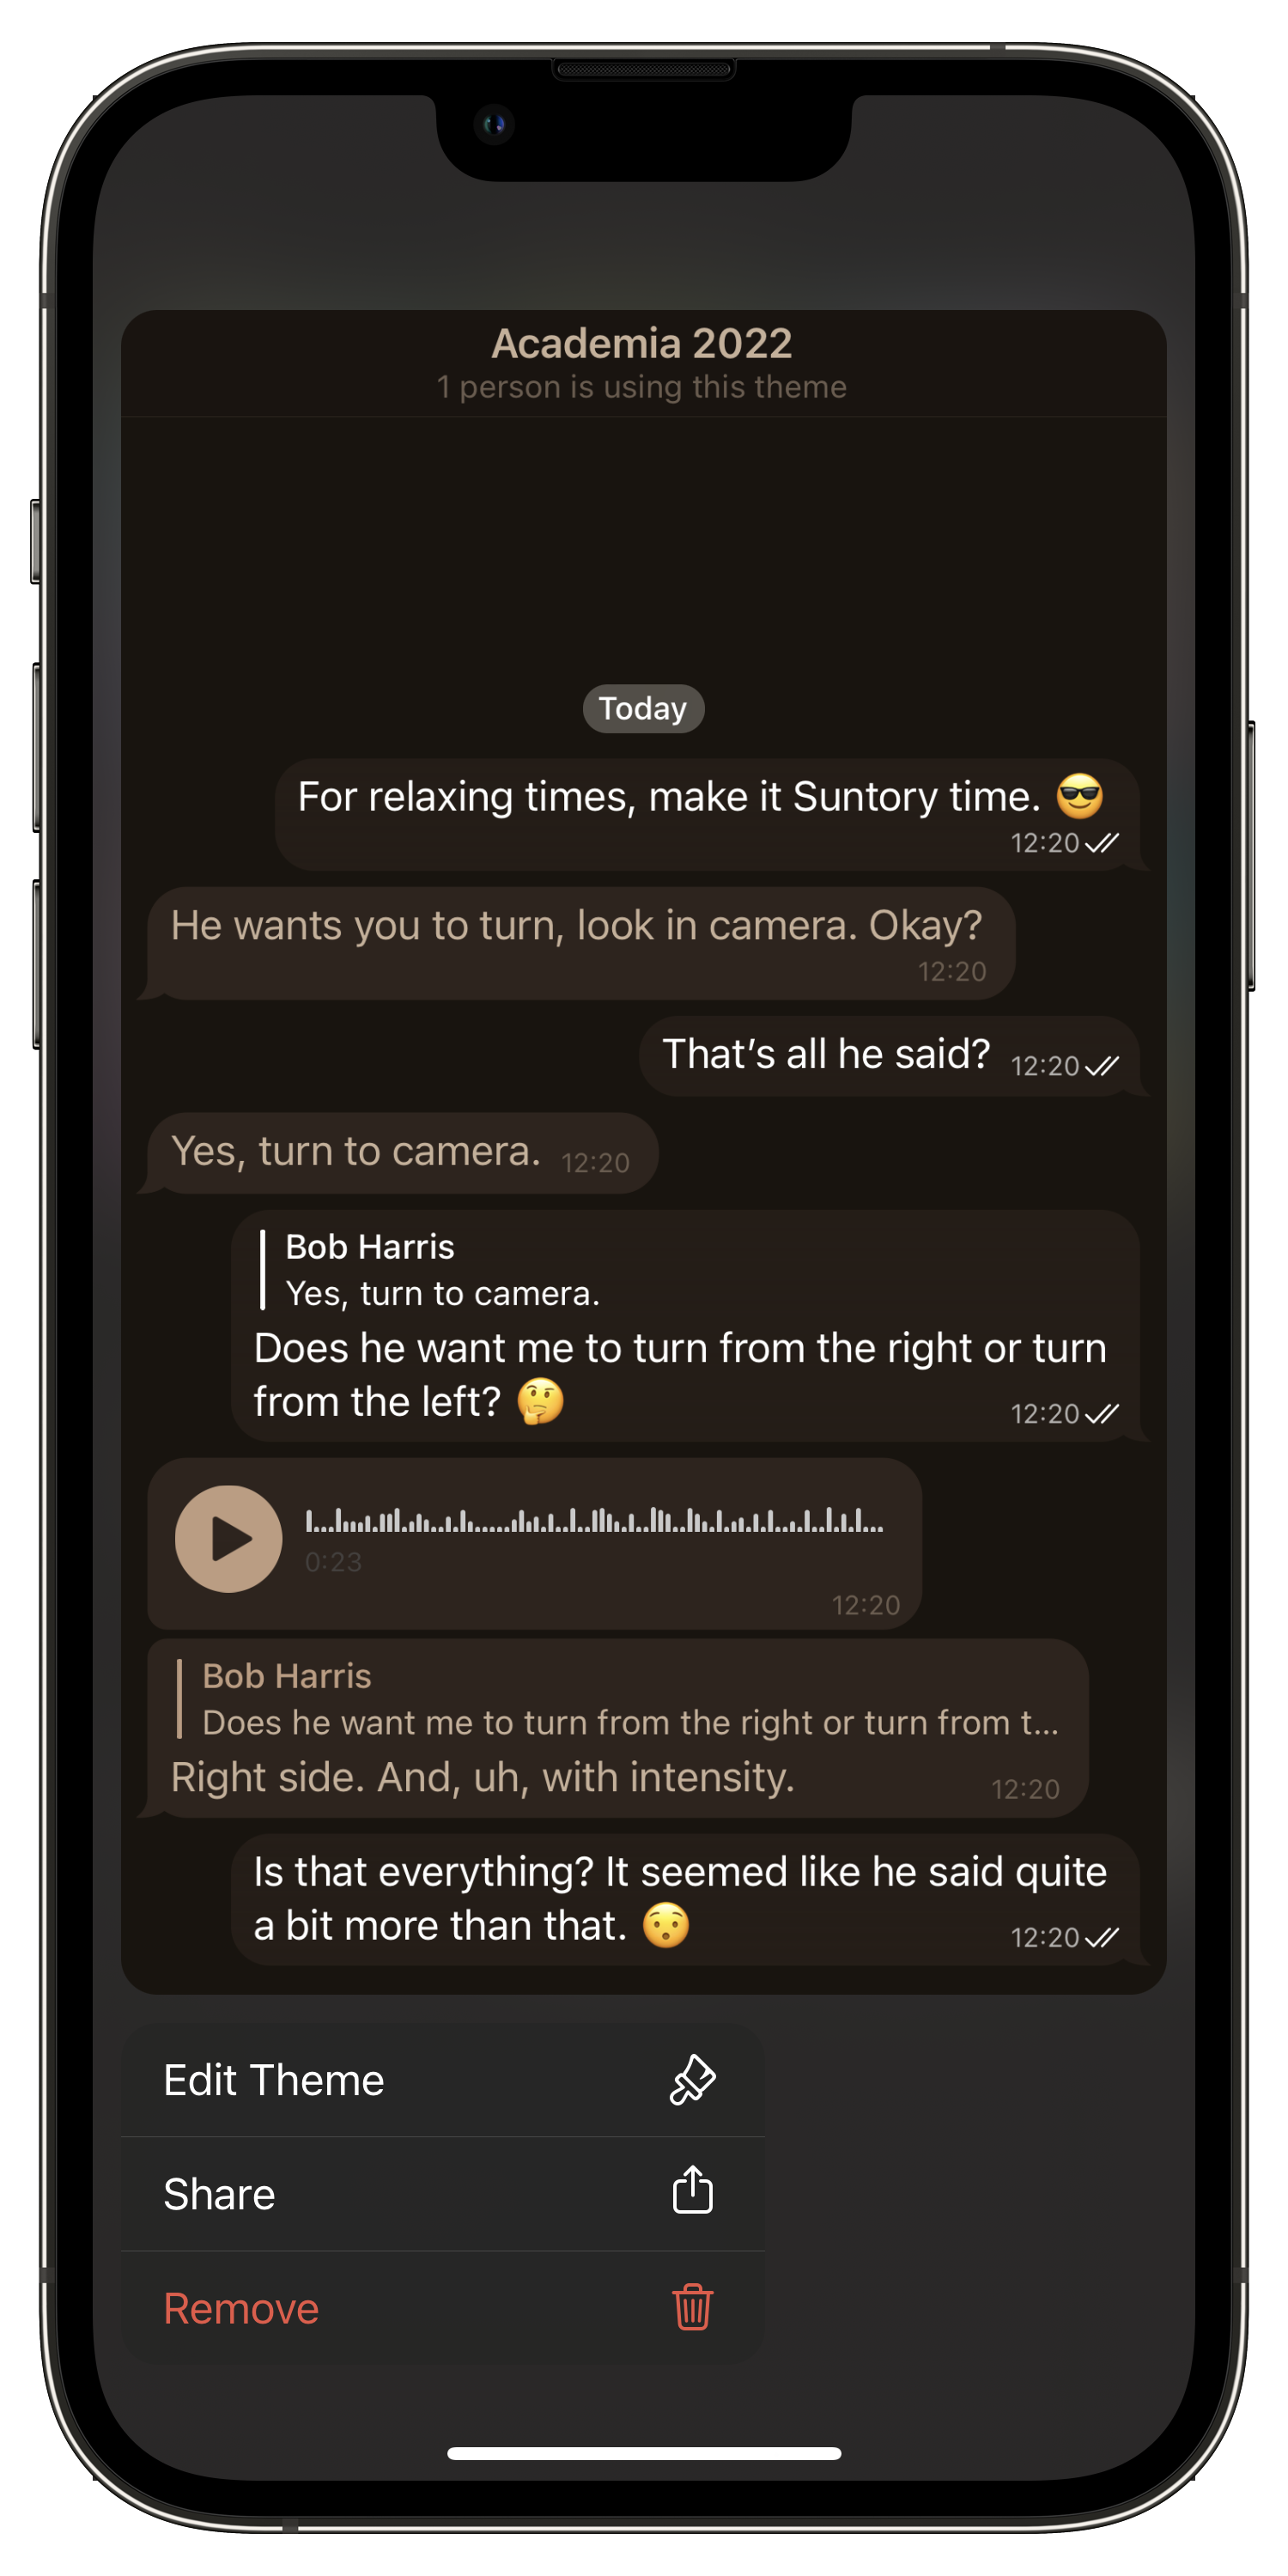 Academia 2022
1 person is using this theme
Today
For relaxing times, make it Suntory time. 😎
12:20
He wants you to turn, look in camera. Okay?
12:20
That’s all he said? 12:20
Yes, turn to camera. 12:20
Bob Harris
Yes, turn to camera.
Does he want me to turn from the right or turn
from the left? 🤔 12:20
0:23
12:20
Bob Harris
Does he want me to turn from the right or turn from t...
Right side. And, uh, with intensity. 12:20
Is that everything? It seemed like he said quite
a bit more than that. 😯 12:20
Edit Theme
Share
Remove